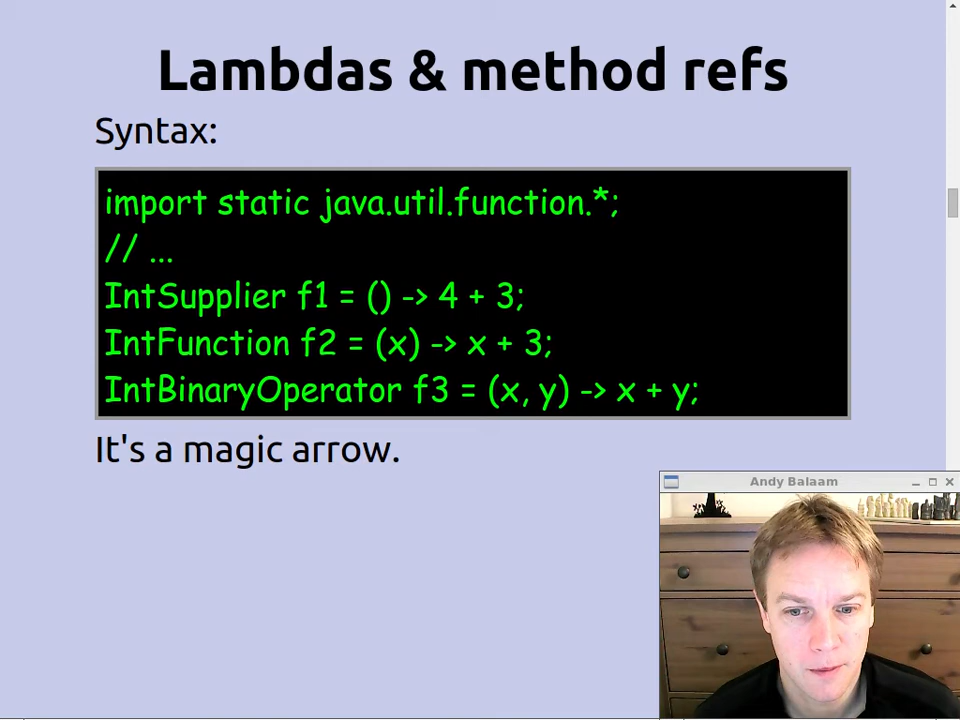 Lambdas & method refs
Syntax:
import static java.util.function.*;
// ...
IntSupplier f1 = () -> 4 + 3;
IntFunction f2 = (x) -> x + 3;
IntBinaryOperator f3 = (x, y) -> x + y;
It's a magic arrow.
Andy Balaam